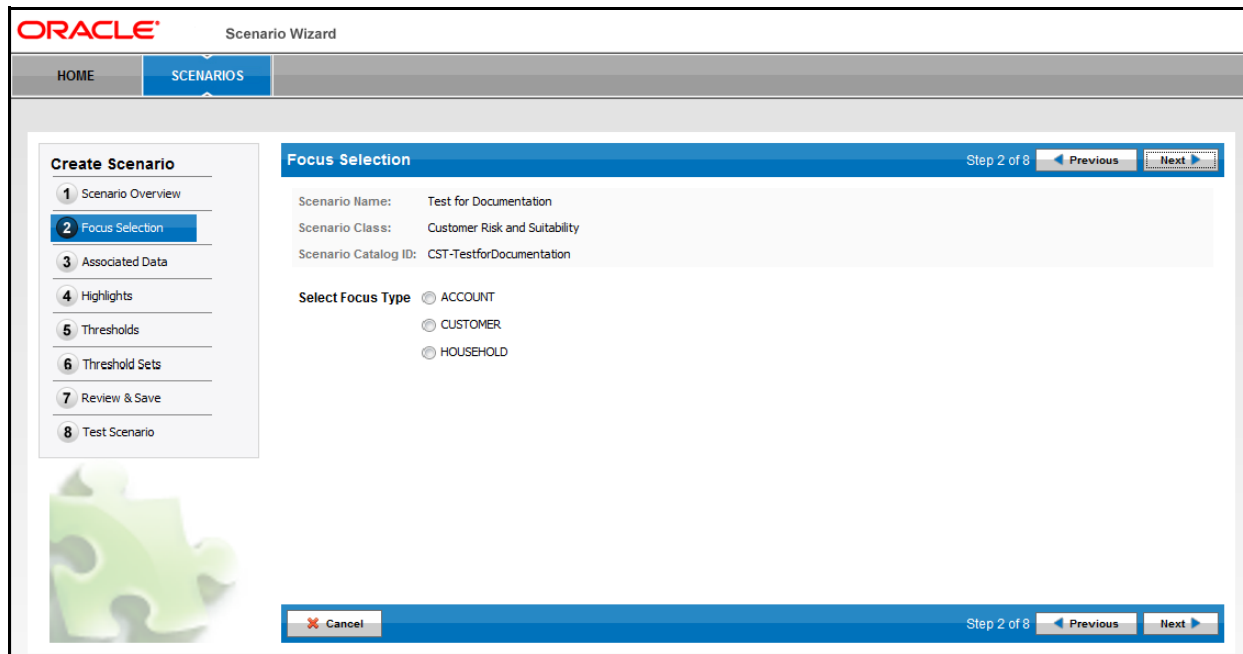 ORACLE
Scenario Wizard
HOME
SCENARIOS
Create Scenario
1 Scenario Overview
2 Focus Selection
3 Associated Data
4 Highlights
5 Thresholds
6 Threshold Sets
7 Review & Save
8 Test Scenario
Focus Selection
Step 2 of 8
Previous
Next
Scenario Name: Test for Documentation
Scenario Class: Customer Risk and Suitability
Scenario Catalog ID: CST-TestforDocumentation
Select Focus Type ACCOUNT
CUSTOMER
HOUSEHOLD
Cancel
Step 2 of 8
Previous
Next